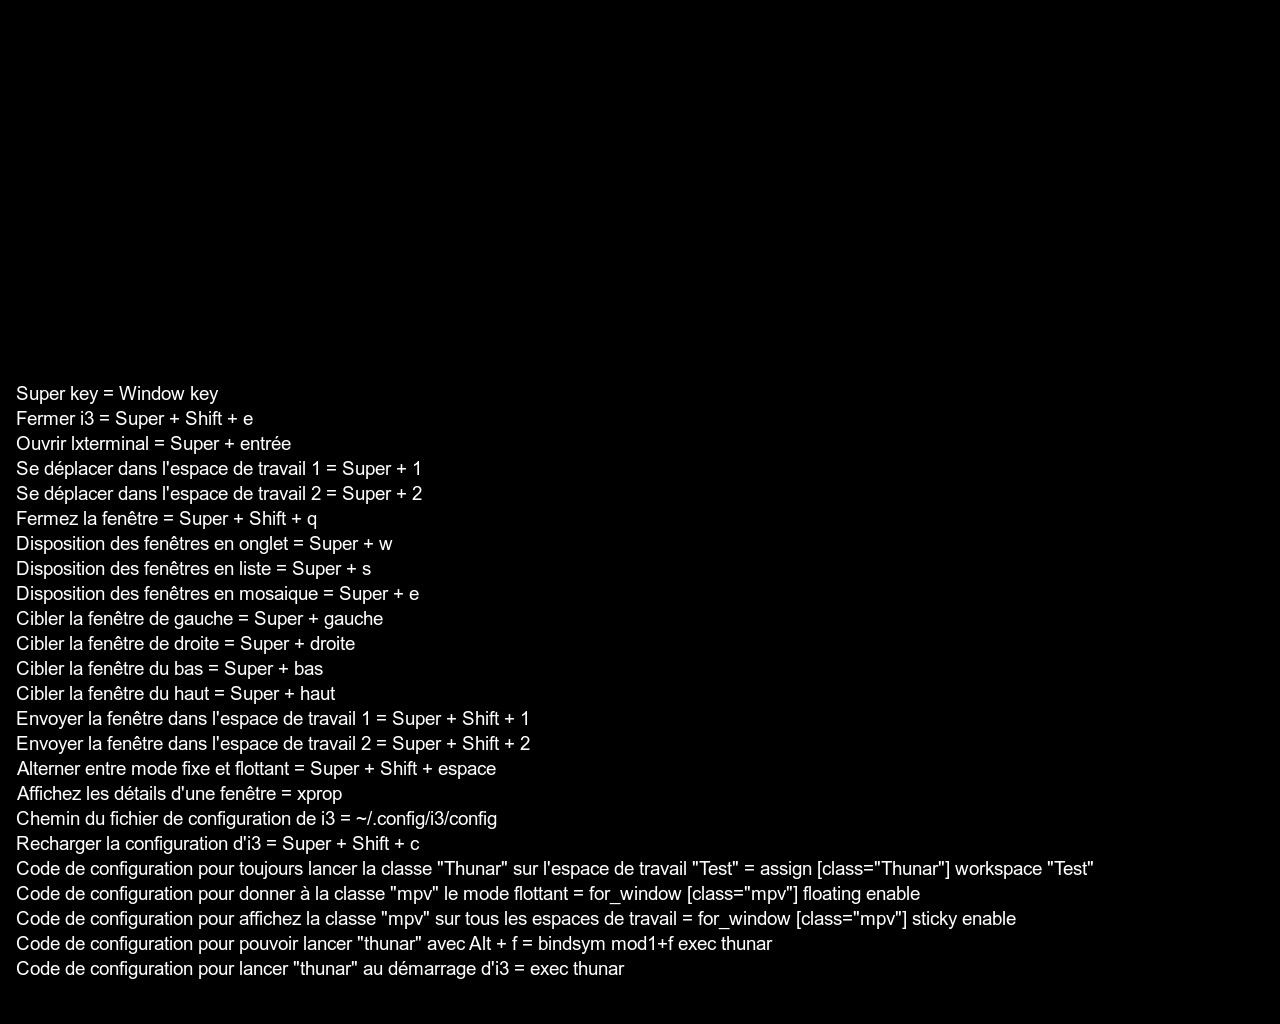 Super key = Window key
Fermer i3 = Super + Shift + e
Ouvrir lxterminal = Super + entrée
Se déplacer dans l'espace de travail 1 = Super + 1
Se déplacer dans l'espace de travail 2 = Super + 2
Fermez la fenêtre = Super + Shift + q
Disposition des fenêtres en onglet = Super + w
Disposition des fenêtres en liste = Super + s
Disposition des fenêtres en mosaique = Super + e
Cibler la fenêtre de gauche = Super + gauche
Cibler la fenêtre de droite = Super + droite
Cibler la fenêtre du bas = Super + bas
Cibler la fenêtre du haut = Super + haut
Envoyer la fenêtre dans l'espace de travail 1 = Super + Shift + 1
Envoyer la fenêtre dans l'espace de travail 2 = Super + Shift + 2
Alterner entre mode fixe et flottant = Super + Shift + espace
Affichez les détails d'une fenêtre = xprop
Chemin du fichier de configuration de i3 = ~/.config/i3/config
Recharger la configuration d'i3 = Super + Shift + c
Code de configuration pour toujours lancer la classe "Thunar" sur l'espace de travail "Test" = assign [class="Thunar"] workspace "Test"
Code de configuration pour donner à la classe "mpv" le mode flottant = for_window [class="mpv"] floating enable
Code de configuration pour affichez la classe "mpv" sur tous les espaces de travail = for_window [class="mpv"] sticky enable
Code de configuration pour pouvoir lancer "thunar" avec Alt + f = bindsym mod1+f exec thunar
Code de configuration pour lancer "thunar" au démarrage d'i3 = exec thunar